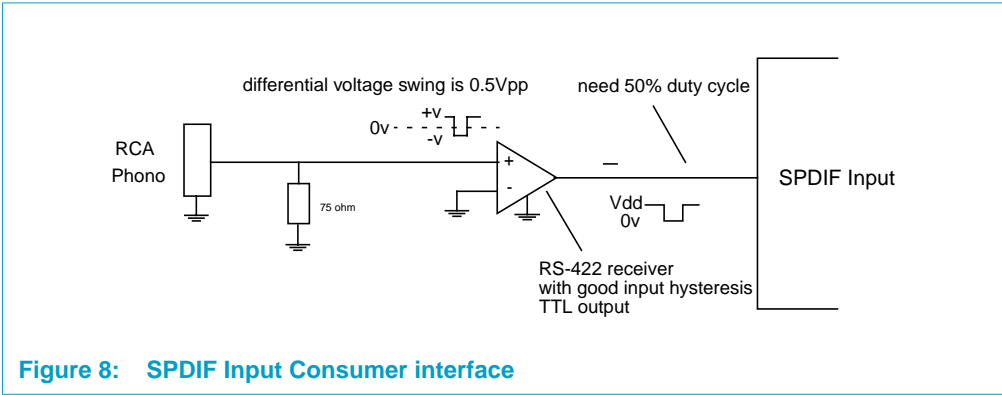 differential voltage swing is 0.5Vpp
need 50% duty cycle
+v
0v
-v
RCA
Phono
+
-
75 ohm
SPDIF Input
Vdd
0v
RS-422 receiver
with good input hysteresis
TTL output
Figure 8: SPDIF Input Consumer interface